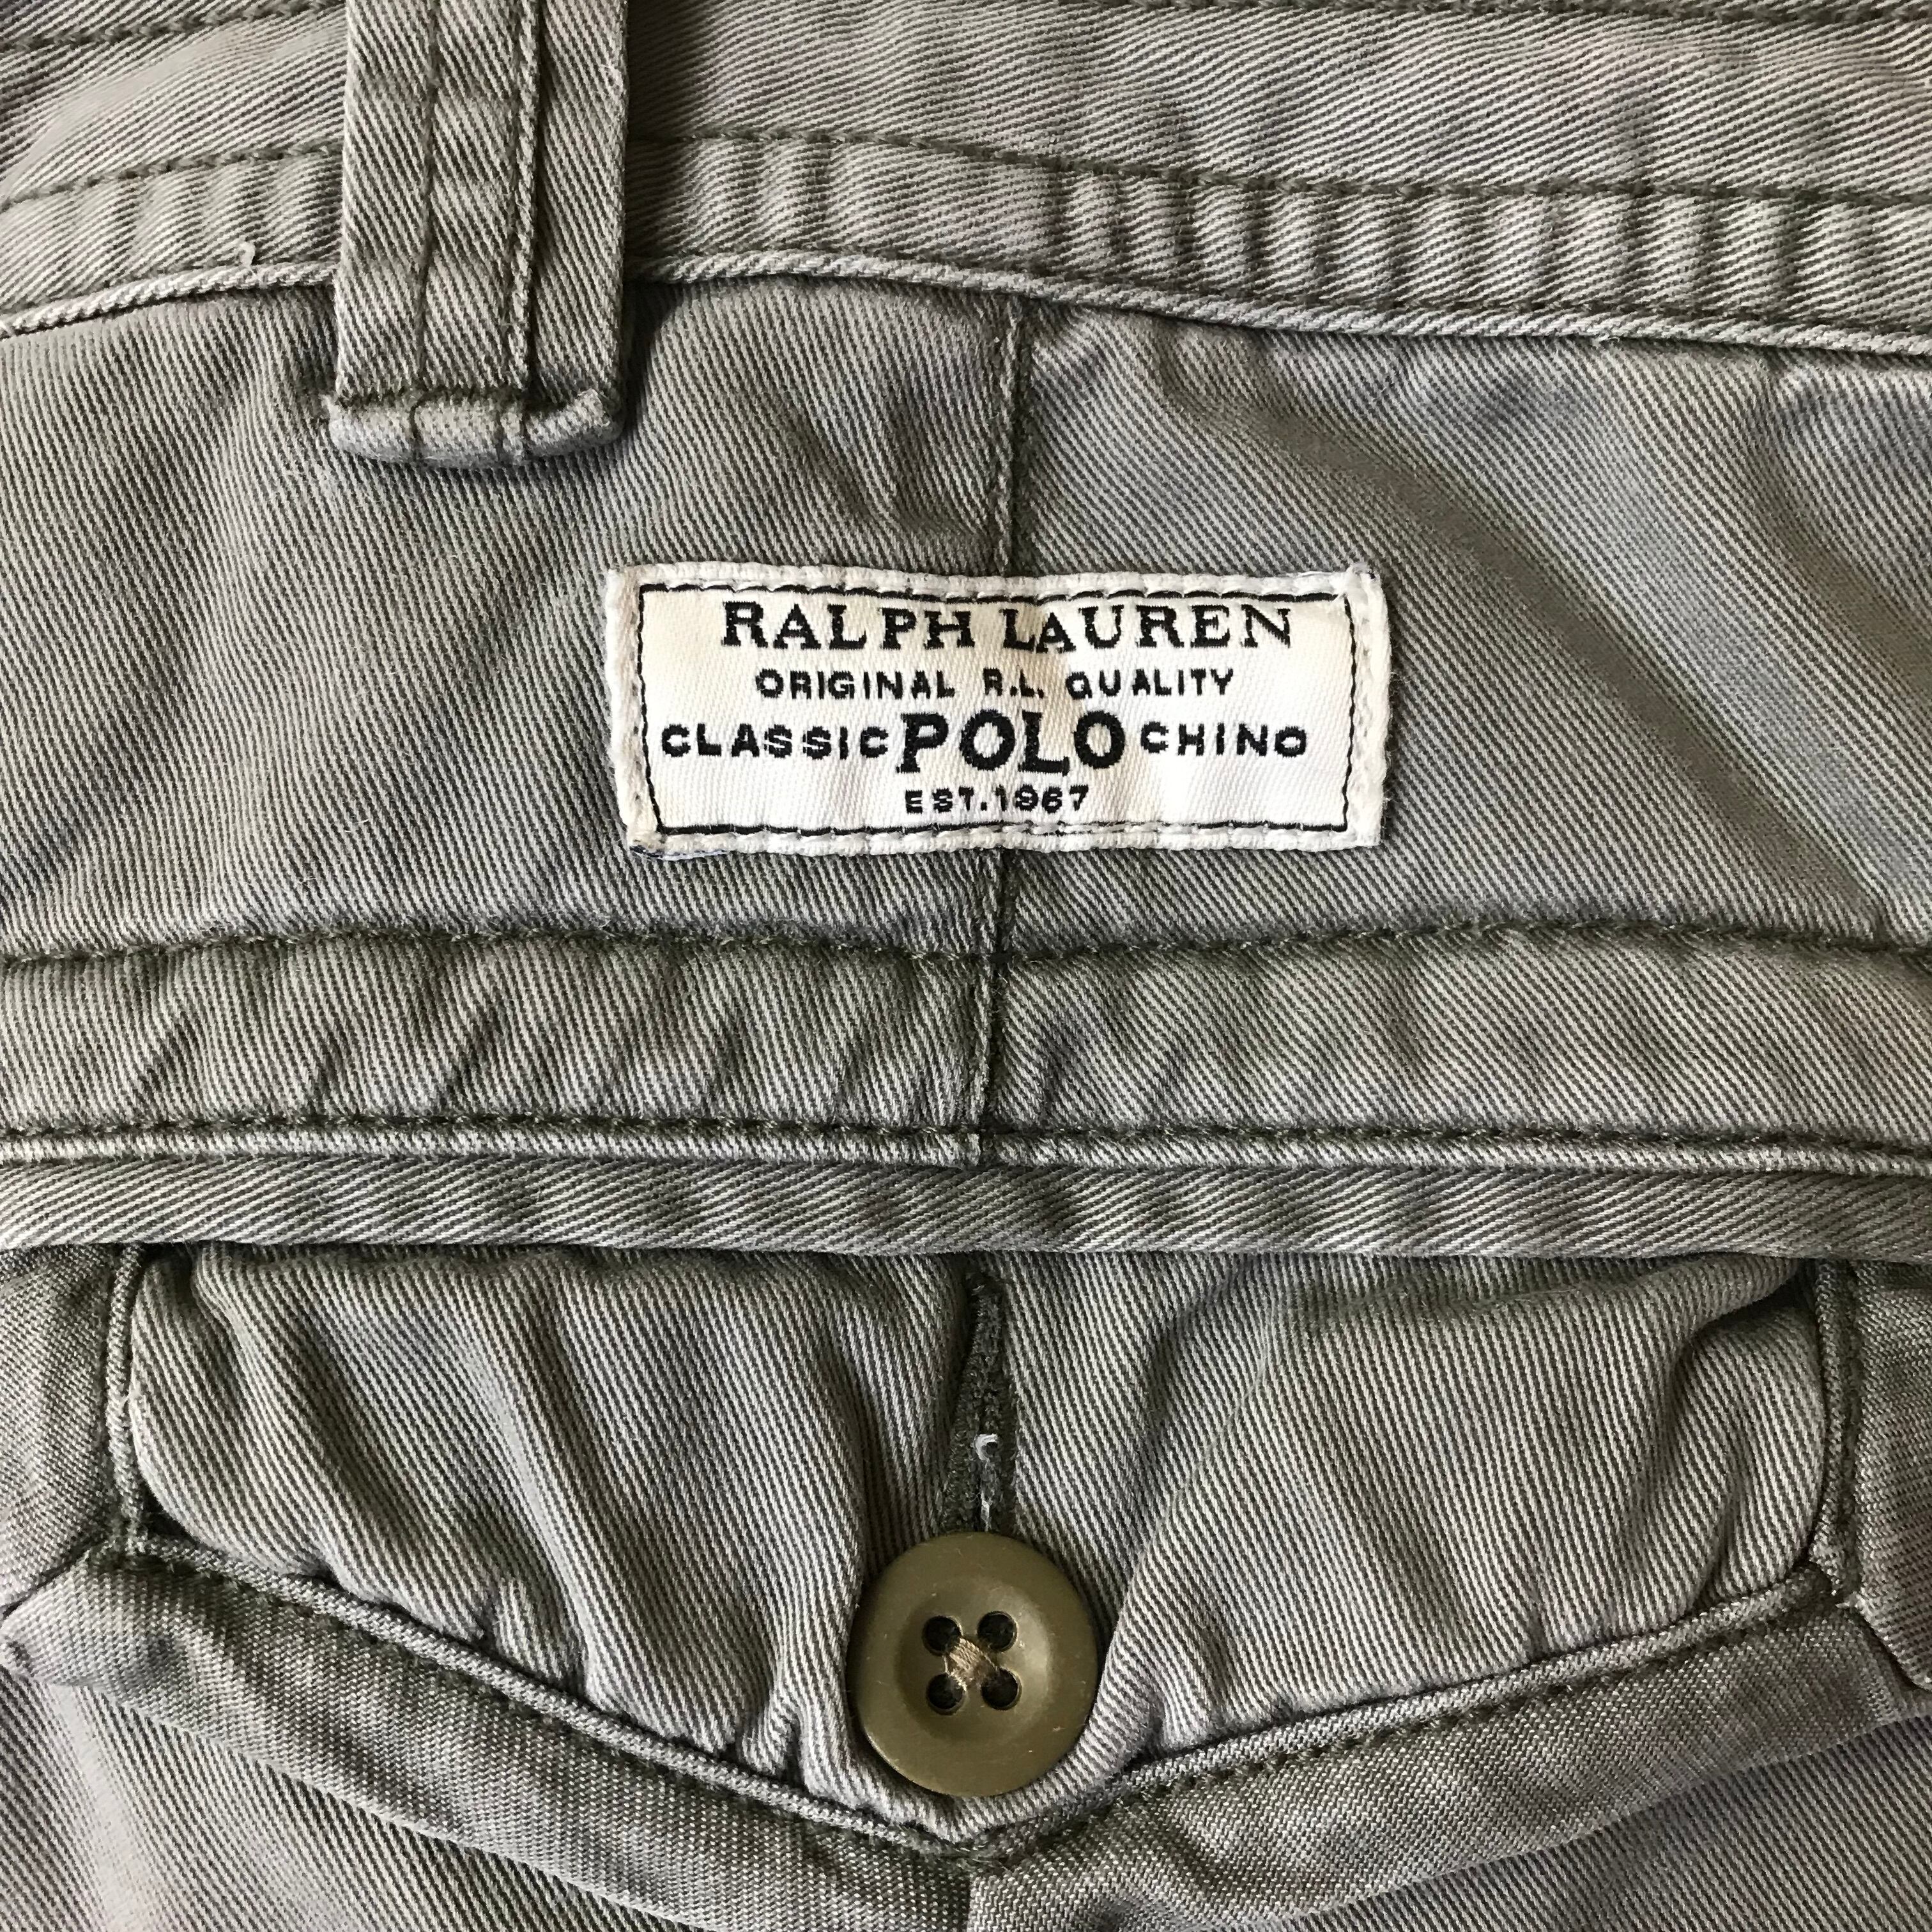 RALPH LAUREN
ORIGINAL R.L. QUALITY
CLASSIC POLO CHINO
EST. 1967